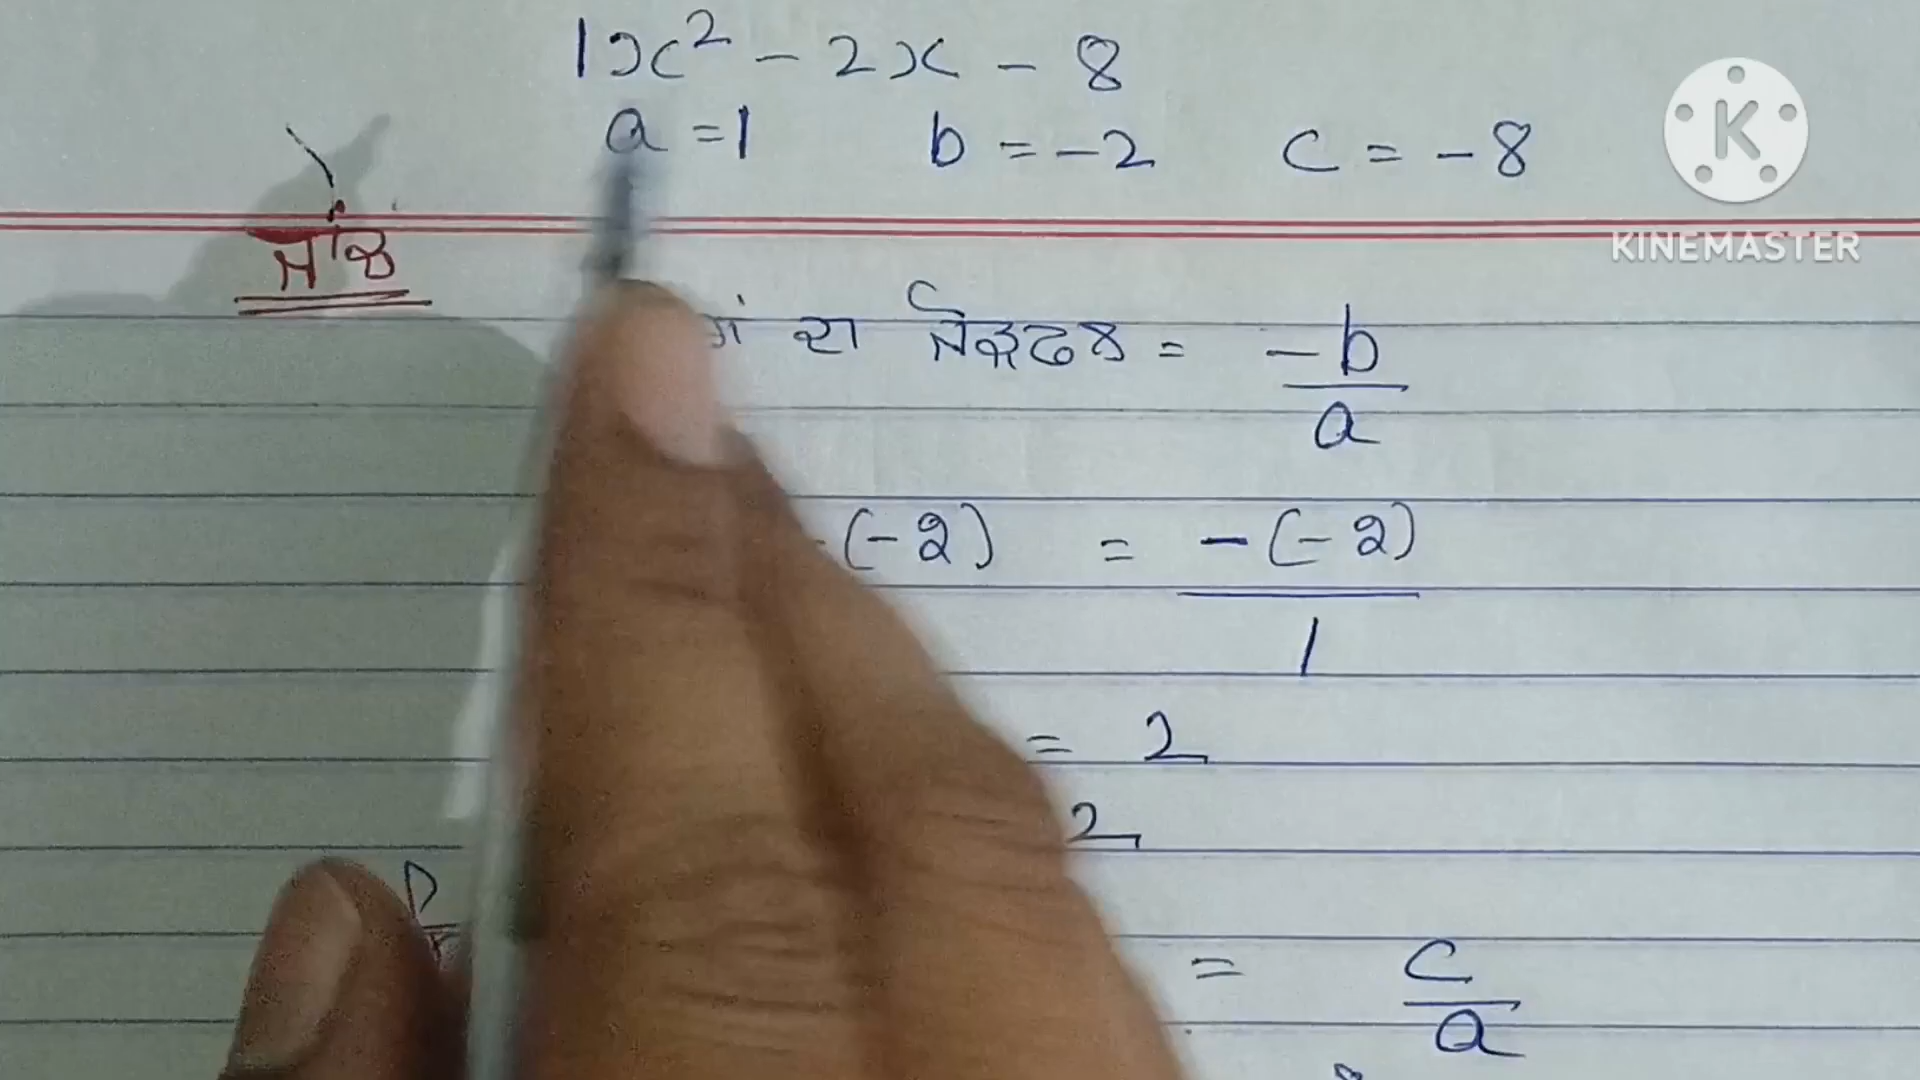 1x² - 2x - 8
a = 1 b = -2 c = -8
KINEMASTER
ਜਾਂਚ
ਦਾ ਜੋੜਫਲ = -b/a
-(-2) = -(-2)/1
= 2
2
= c/a